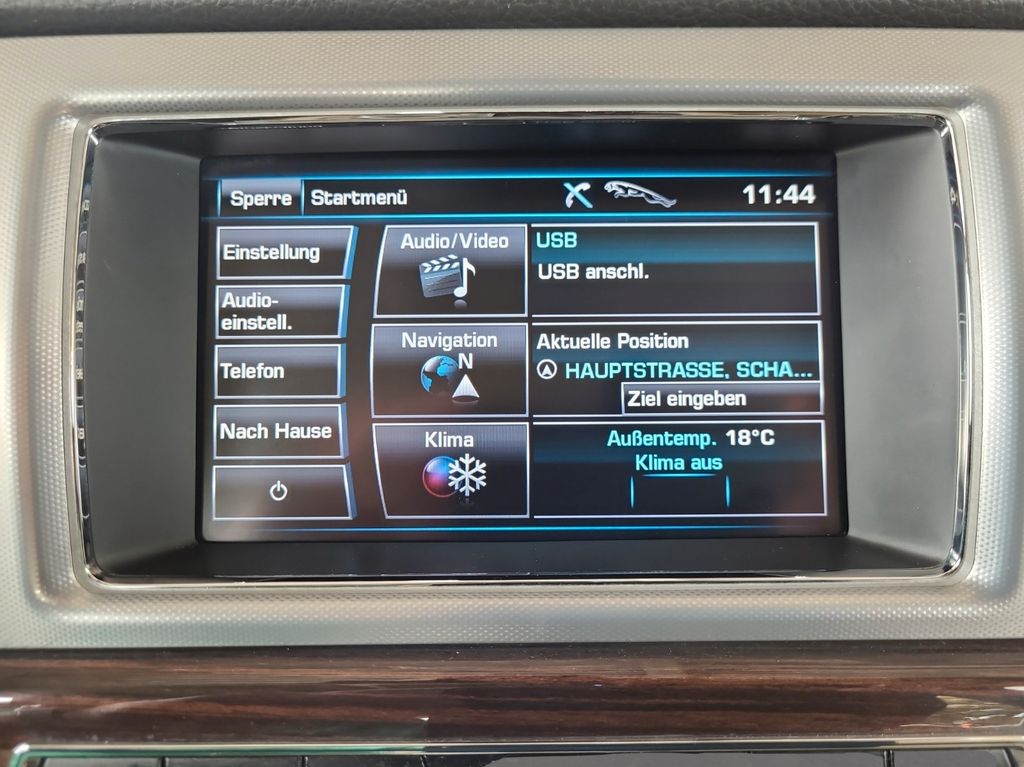 Sperre Startmenü 11:44
Einstellung
Audio-
einstell.
Telefon
Nach Hause
Audio/Video
Navigation
N
Klima
USB
USB anschl.
Aktuelle Position
HAUPTSTRASSE, SCHA...
Ziel eingeben
Außentemp. 18°C
Klima aus